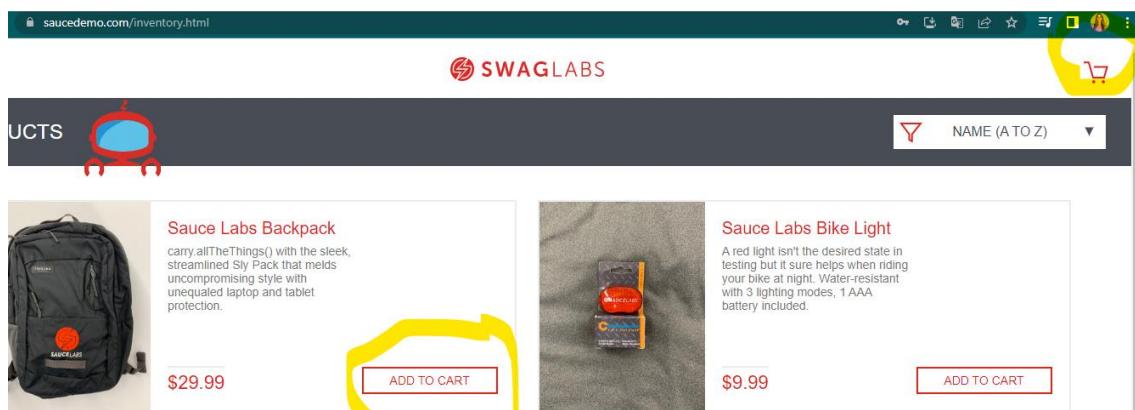 saucedemo.com/inventory.html
SWAGLABS
UCTS
NAME (A TO Z)
Sauce Labs Backpack
carry.allTheThings() with the sleek,
streamlined Sly Pack that melds
uncompromising style with
unequaled laptop and tablet
protection.
$29.99
ADD TO CART
SAUCELABS
Sauce Labs Bike Light
A red light isn't the desired state in
testing but it sure helps when riding
your bike at night. Water-resistant
with 3 lighting modes, 1 AAA
battery included.
$9.99
ADD TO CART
SAUCELABS